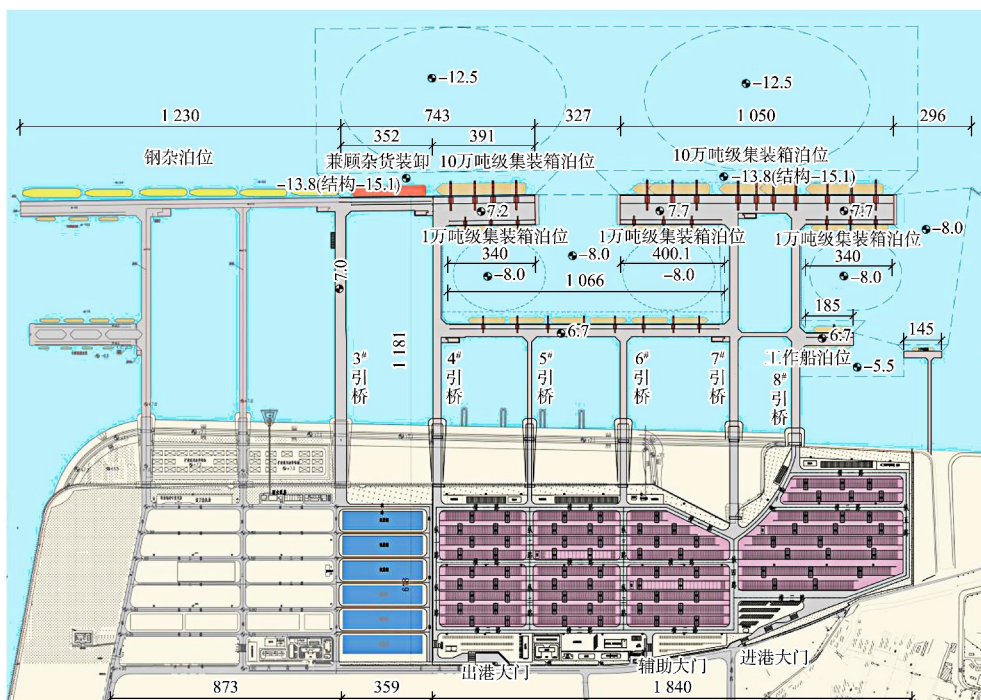 -12.5
-12.5
1 230
743
327
1 050
296
352
391
钢杂泊位
兼顾杂货装卸
10万吨级集装箱泊位
10万吨级集装箱泊位
-13.8(结构-15.1)
-13.8(结构-15.1)
7.2
7.7
7.7
1万吨级集装箱泊位
1万吨级集装箱泊位
1万吨级集装箱泊位
-8.0
340
-8.0
400.1
340
7.0
-8.0
-8.0
-8.0
1 066
185
6.7
6.7
145
工作船泊位
-5.5
1 181
3#引桥
4#引桥
5#引桥
6#引桥
7#引桥
8#引桥
出港大门
辅助大门
进港大门
873
359
1 840